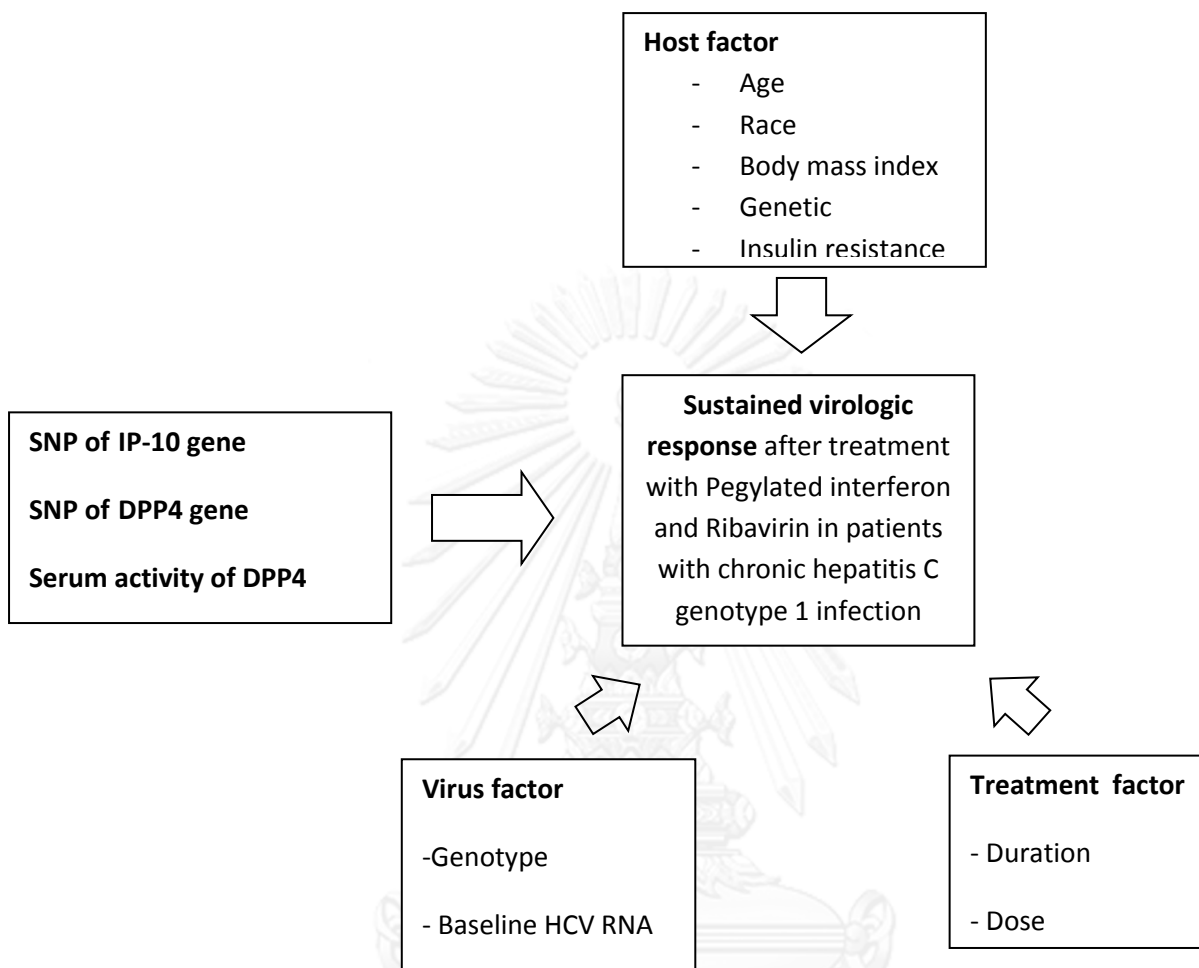 Host factor
- Age
- Race
- Body mass index
- Genetic
- Insulin resistance
SNP of IP-10 gene
SNP of DPP4 gene
Serum activity of DPP4
Sustained virologic
response after treatment
with Pegylated interferon
and Ribavirin in patients
with chronic hepatitis C
genotype 1 infection
Virus factor
-Genotype
- Baseline HCV RNA
Treatment factor
- Duration
- Dose